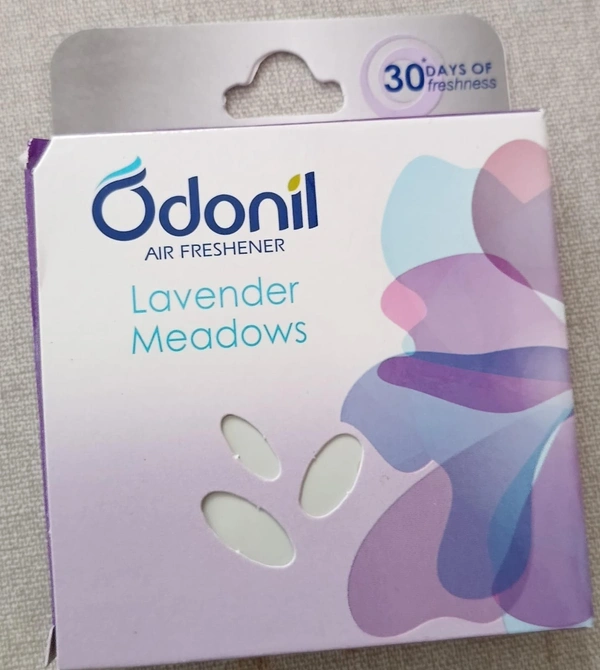 30* DAYS OF
freshness
Odonil
AIR FRESHENER
Lavender
Meadows